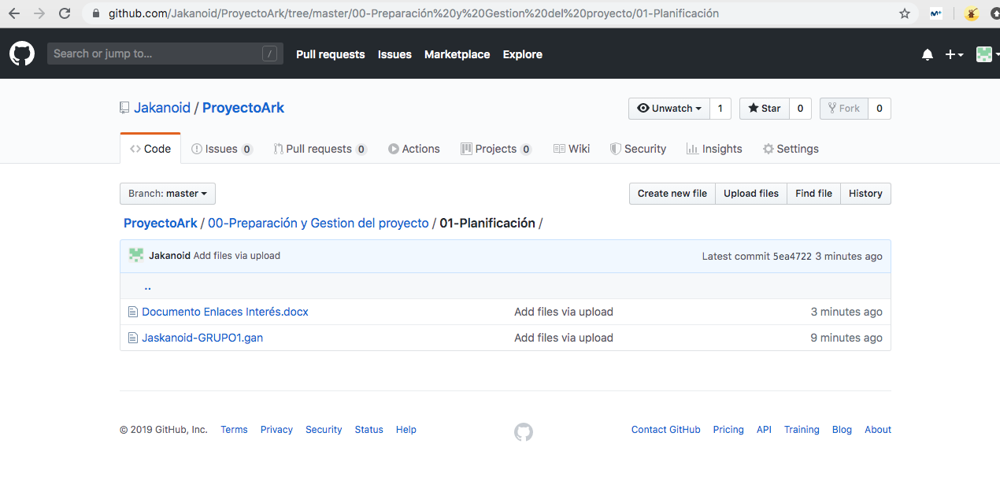 github.com/Jakanoid/ProyectoArk/tree/master/00-Preparación%20y%20Gestion%20del%20proyecto/01-Planificación
Search or jump to... / Pull requests Issues Marketplace Explore
Jakanoid / ProyectoArk Unwatch 1 Star 0 Fork 0
Code Issues 0 Pull requests 0 Actions Projects 0 Wiki Security Insights Settings
Branch: master Create new file Upload files Find file History
ProyectoArk / 00-Preparación y Gestion del proyecto / 01-Planificación /
Jakanoid Add files via upload Latest commit 5ea4722 3 minutes ago
..
Documento Enlaces Interés.docx Add files via upload 3 minutes ago
Jaskanoid-GRUPO1.gan Add files via upload 9 minutes ago
© 2019 GitHub, Inc. Terms Privacy Security Status Help Contact GitHub Pricing API Training Blog About